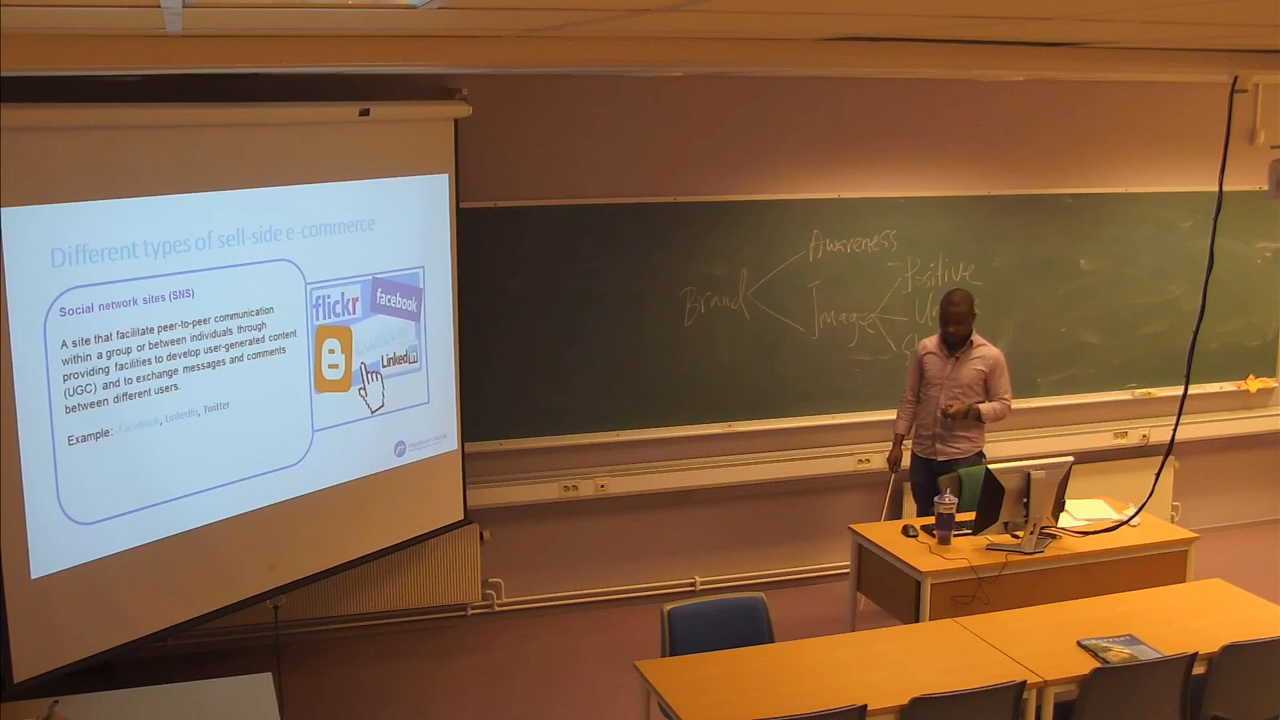 Different types of sell-side e-commerce
Social network sites (SNS)
A site that facilitate peer-to-peer communication
within a group or between individuals through
providing facilities to develop user-generated content
(UGC) and to exchange messages and comments
between different users.
Example: Facebook, LinkedIn, Twitter
flickr
facebook
twitter
LinkedIn
Awareness
Brand
Image
Positive